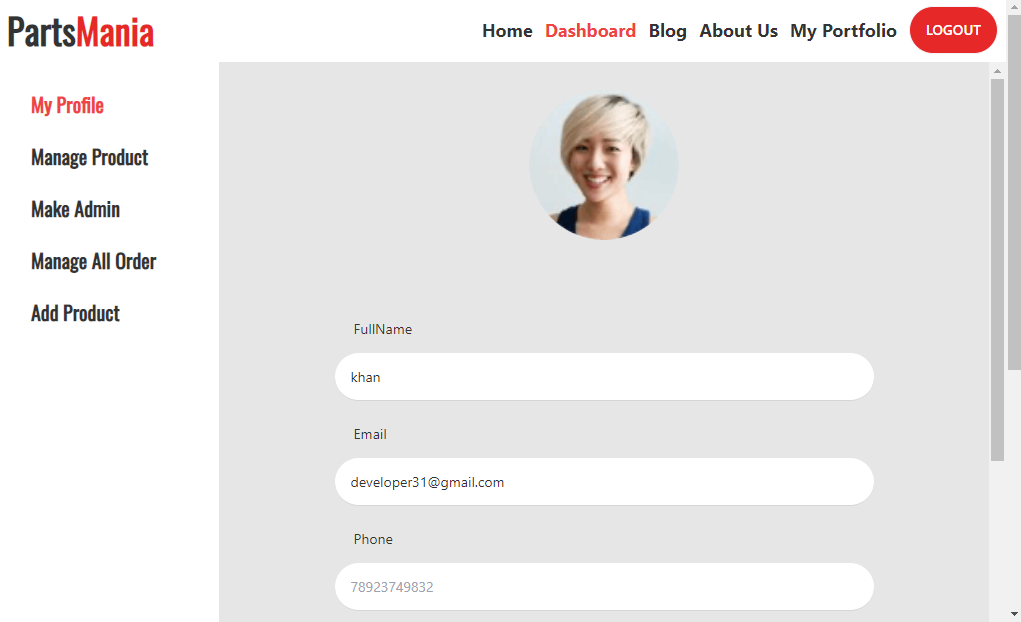 PartsMania
Home Dashboard Blog About Us My Portfolio LOGOUT
My Profile
Manage Product
Make Admin
Manage All Order
Add Product
FullName
khan
Email
developer31@gmail.com
Phone
78923749832